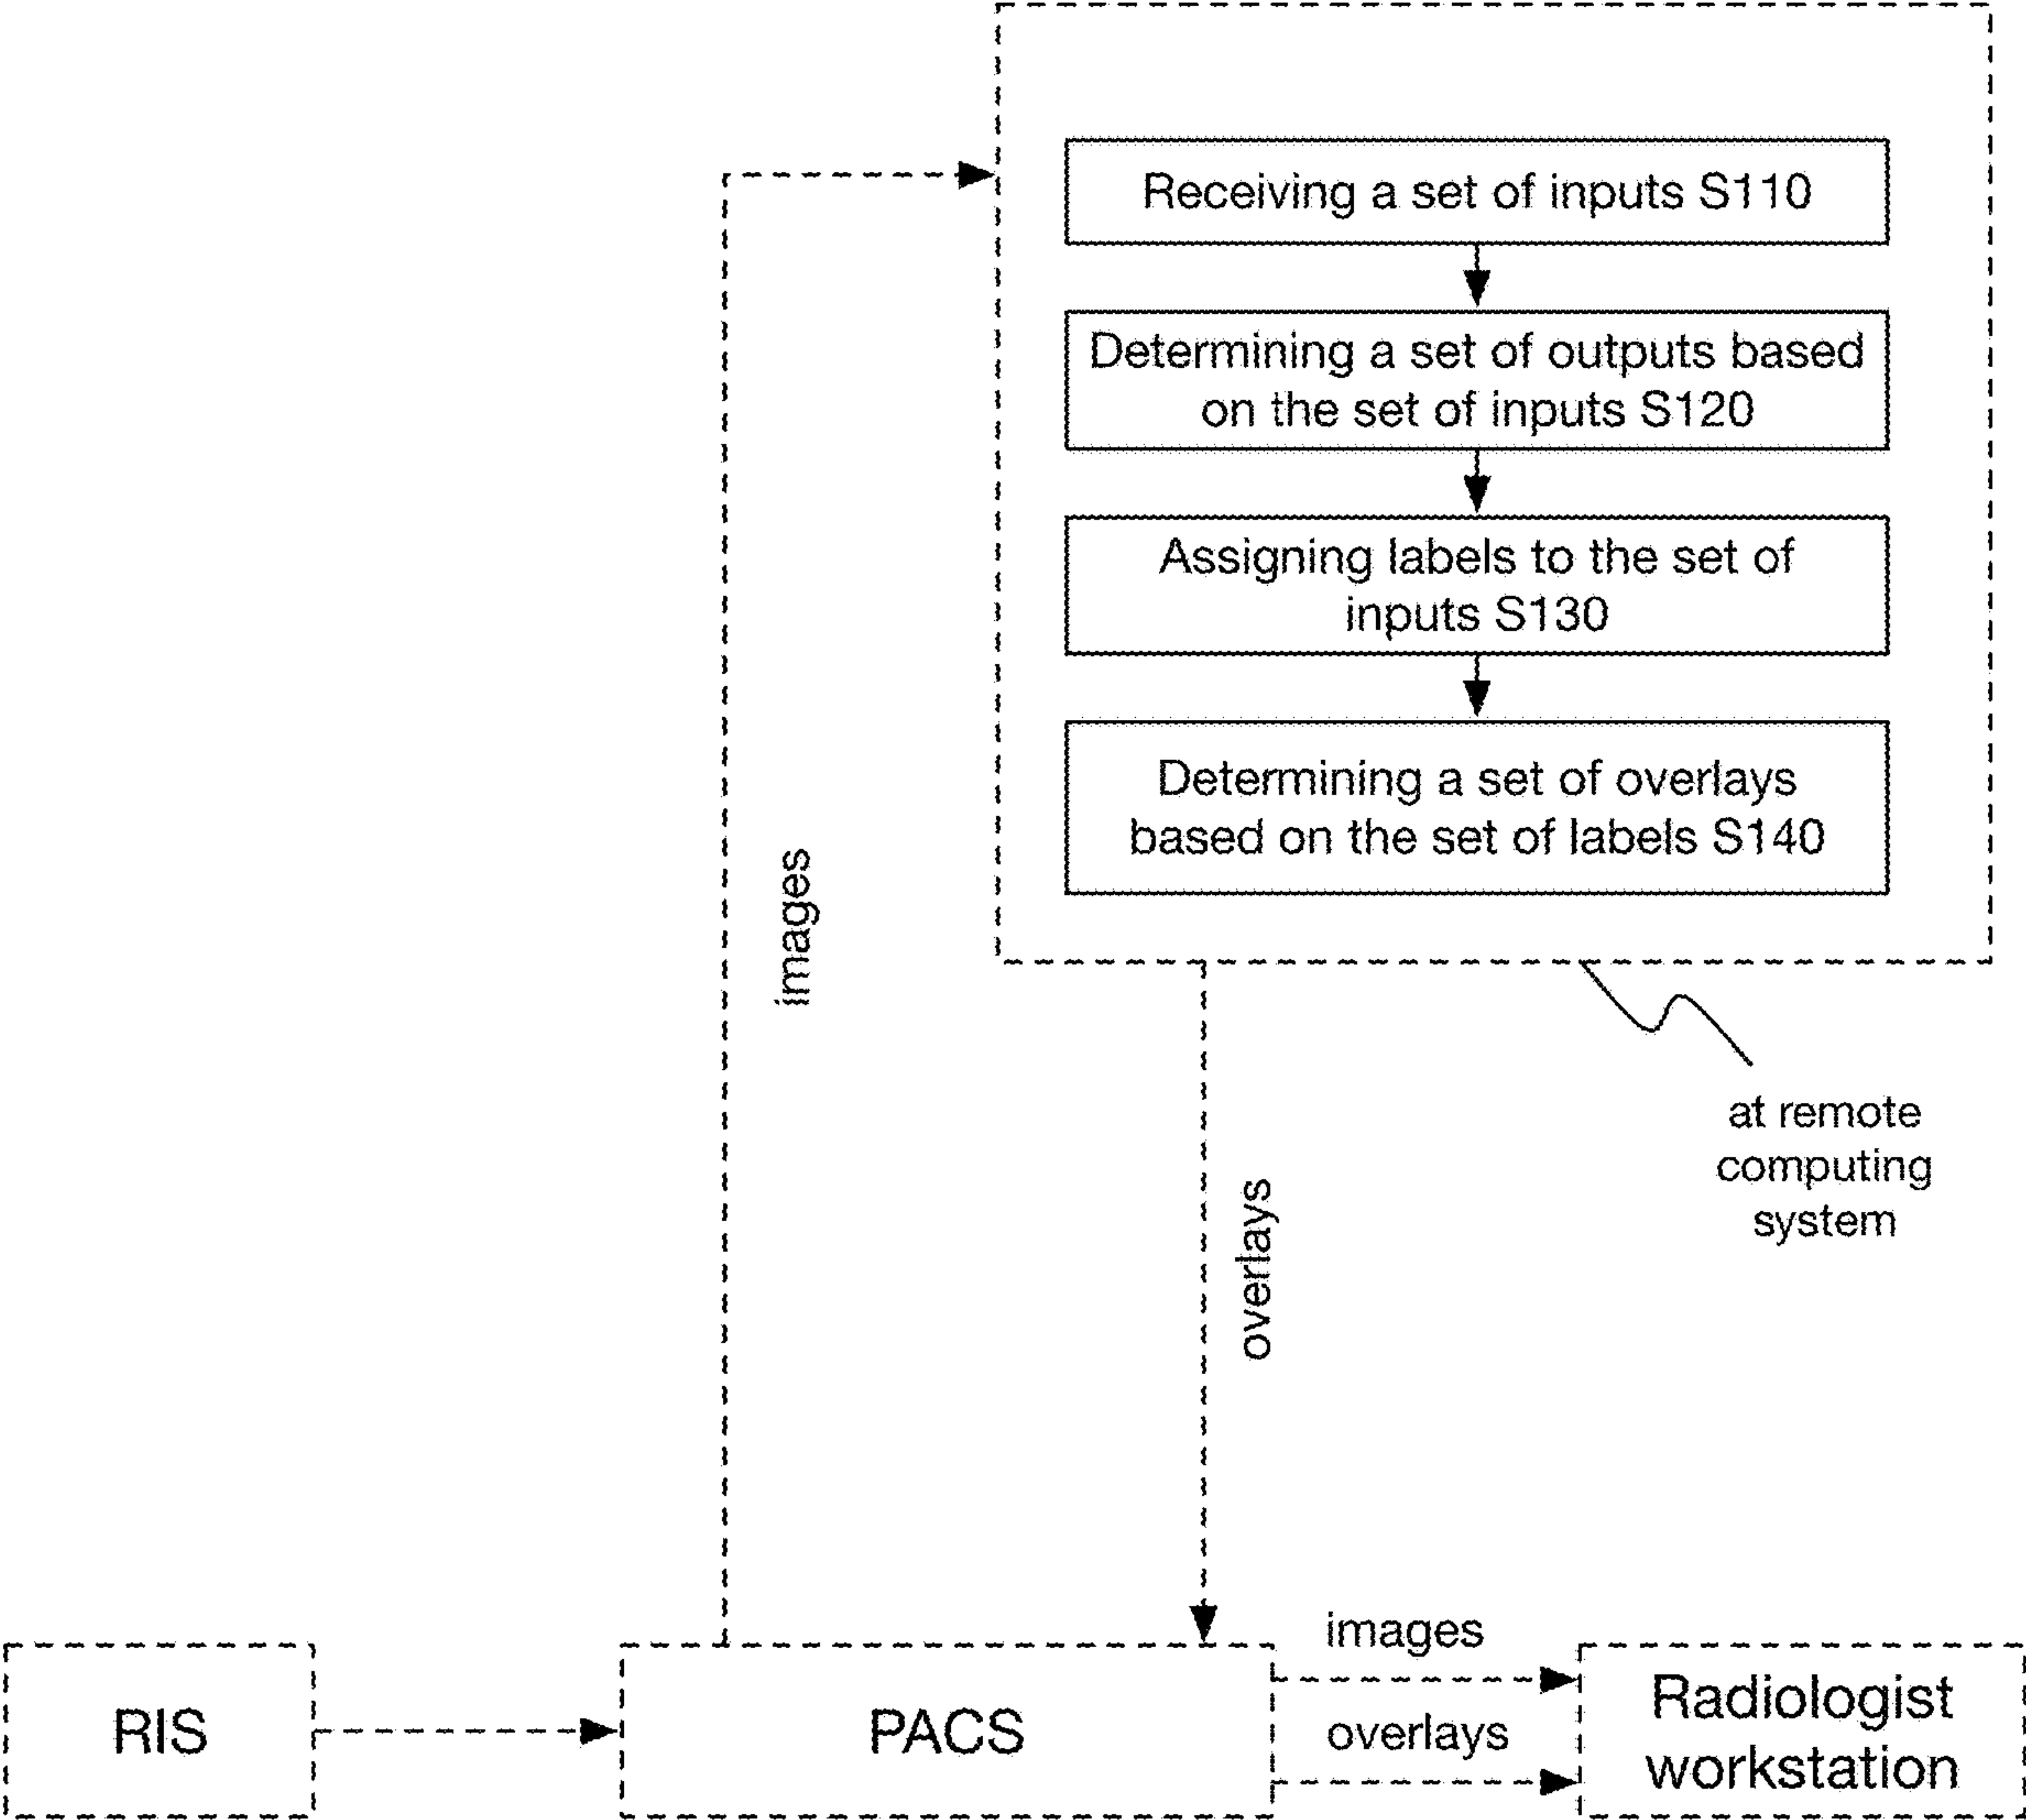 Receiving a set of inputs S110
Determining a set of outputs based
on the set of inputs S120
Assigning labels to the set of
inputs S130
Determining a set of overlays
based on the set of labels S140
images
at remote
computing
system
overlays
RIS
PACS
images
overlays
Radiologist
workstation